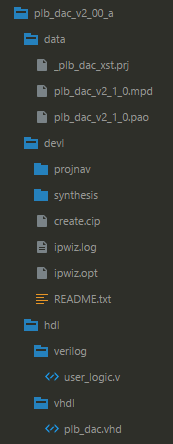 plb_dac_v2_00_a
data
_plb_dac_xst.prj
plb_dac_v2_1_0.mpd
plb_dac_v2_1_0.pao
devl
projnav
synthesis
create.cip
ipwiz.log
ipwiz.opt
README.txt
hdl
verilog
user_logic.v
vhdl
plb_dac.vhd